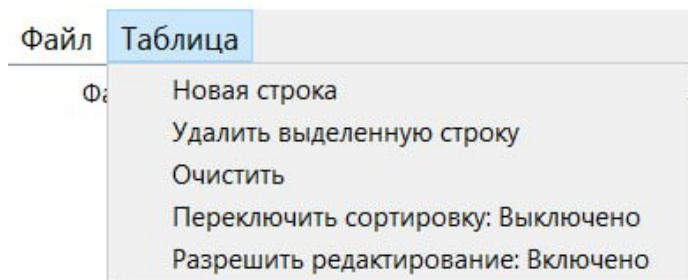 Файл Таблица
Новая строка
Удалить выделенную строку
Очистить
Переключить сортировку: Выключено
Разрешить редактирование: Включено